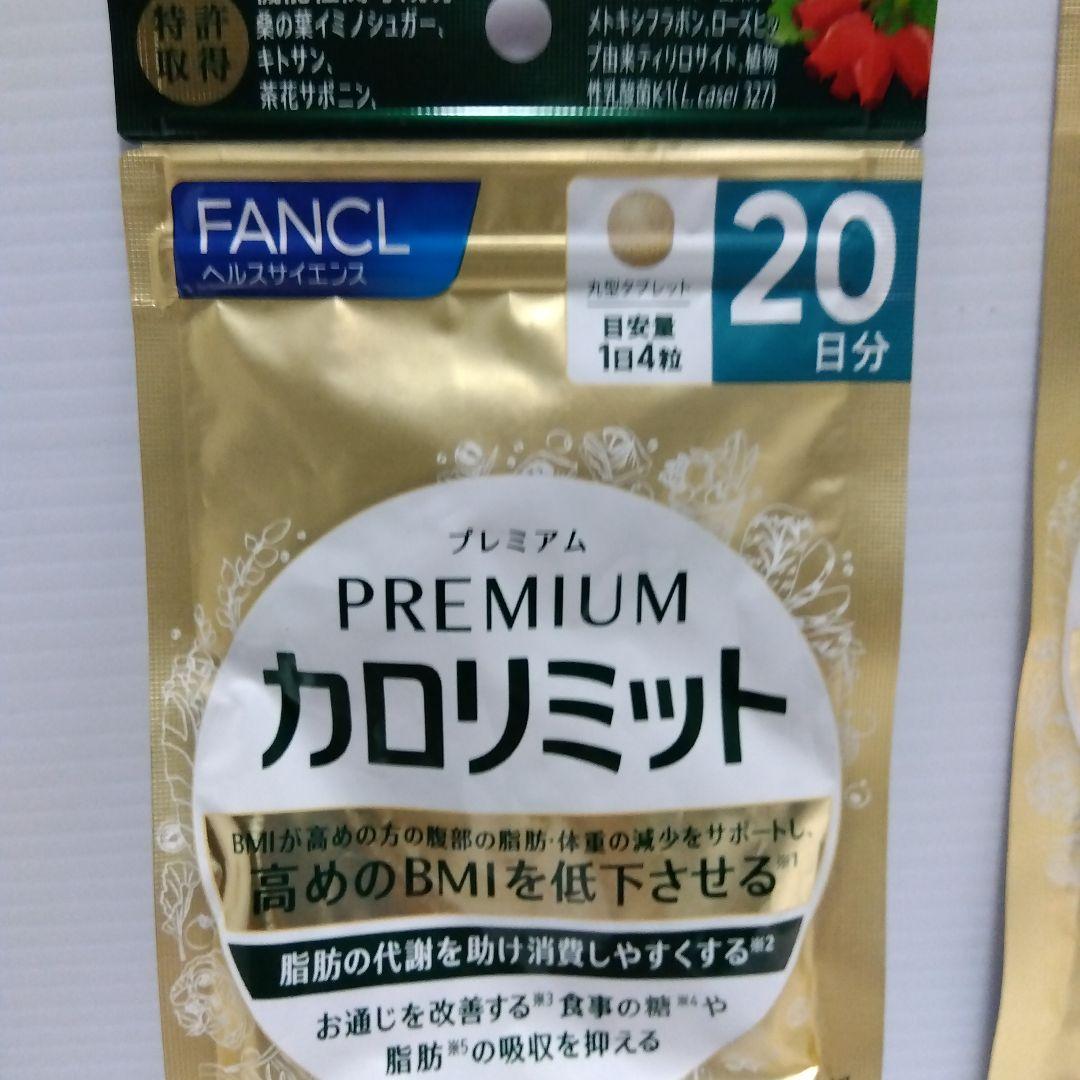 特許
取得
桑の葉イミノシュガー、
キトサン、
茶花サポニン、
メトキシフラボン、ローズヒッ
プ由来ティリロサイド、植物
性乳酸菌K-1(L. casei 327)
FANCL
ヘルスサイエンス
丸型タブレット
目安量
1日4粒
20
日分
プレミアム
PREMIUM
カロリミット
BMIが高めの方の腹部の脂肪・体重の減少をサポートし、
高めのBMIを低下させる※1
脂肪の代謝を助け消費しやすくする※2
お通じを改善する※3食事の糖※4や
脂肪※5の吸収を抑える